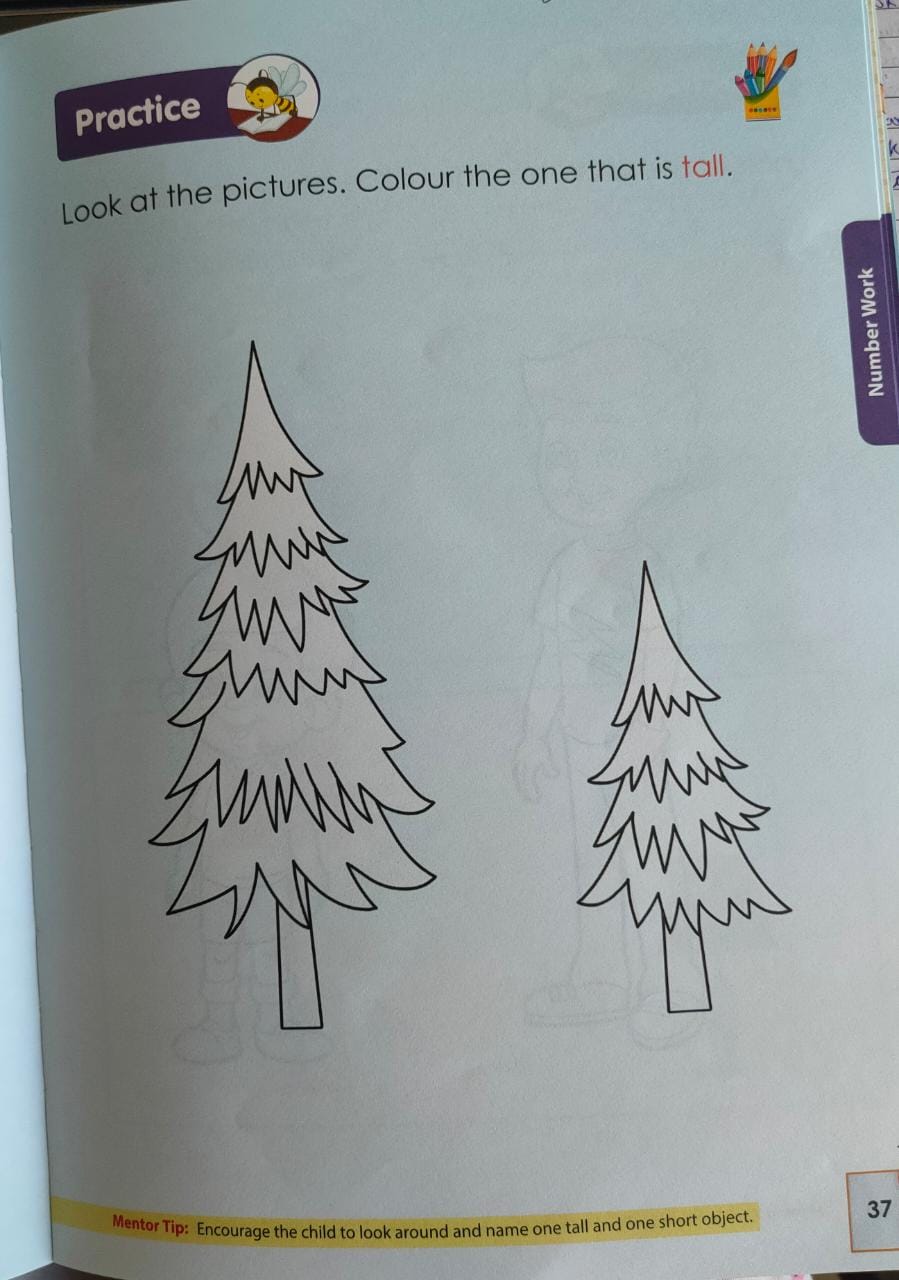 Practice
Look at the pictures. Colour the one that is tall.
Number Work
Mentor Tip: Encourage the child to look around and name one tall and one short object.
37